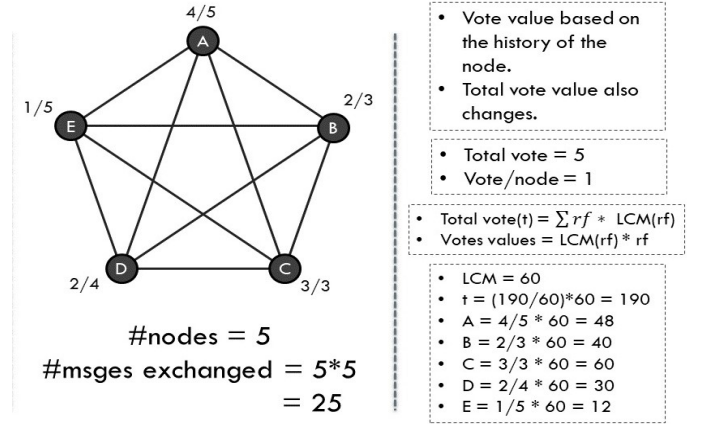 4/5
A
1/5
E
2/3
B
D
2/4
C
3/3
#nodes = 5
#msges exchanged = 5*5
= 25
• Vote value based on
the history of the
node.
• Total vote value also
changes.
• Total vote = 5
• Vote/node = 1
• Total vote(t) = ∑rf * LCM(rf)
• Votes values = LCM(rf) * rf
• LCM = 60
• t = (190/60)*60 = 190
• A = 4/5 * 60 = 48
• B = 2/3 * 60 = 40
• C = 3/3 * 60 = 60
• D = 2/4 * 60 = 30
• E = 1/5 * 60 = 12